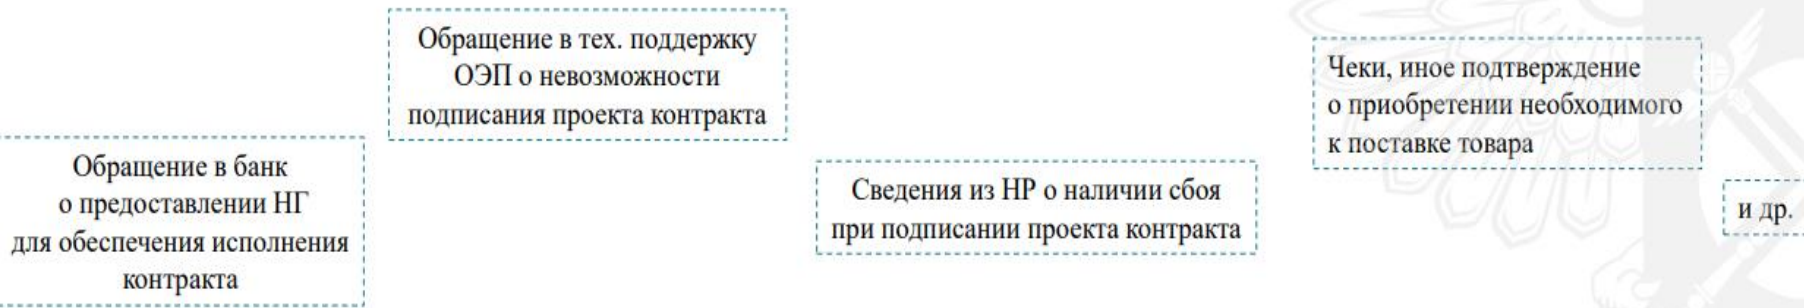 Обращение в банк
о предоставлении НГ
для обеспечения исполнения
контракта
Обращение в тех. поддержку
ОЭП о невозможности
подписания проекта контракта
Сведения из НР о наличии сбоя
при подписании проекта контракта
Чеки, иное подтверждение
о приобретении необходимого
к поставке товара
и др.